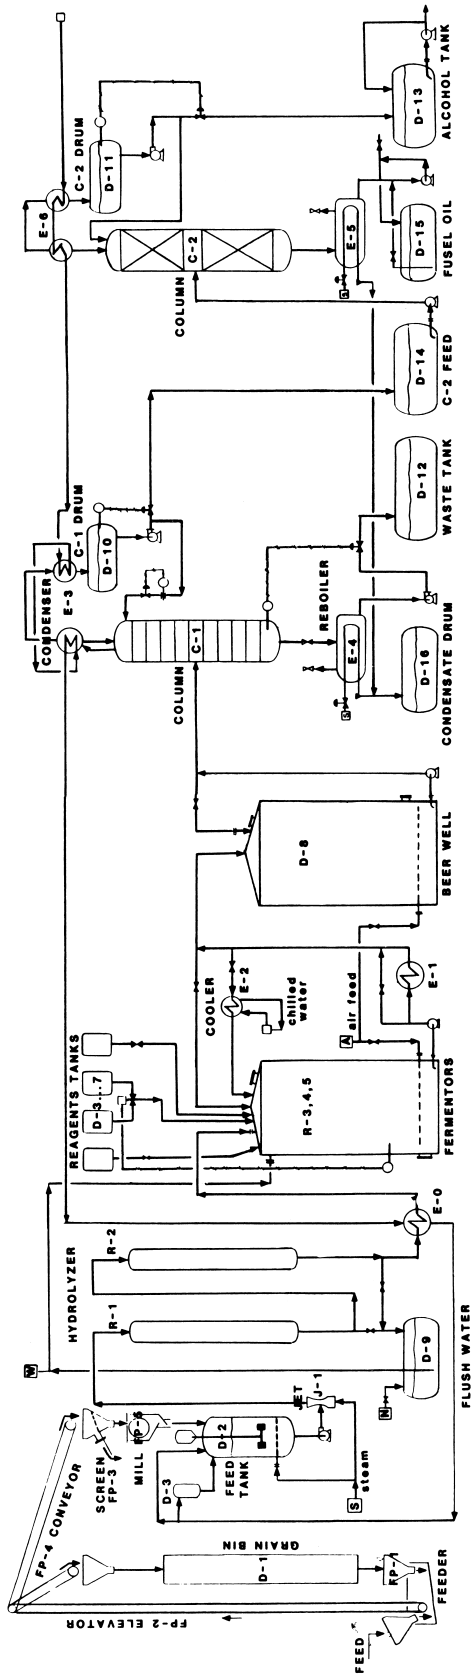 FEED
FP-2 ELEVATOR
FP-1
FEEDER
D-1
GRAIN BIN
FP-4 CONVEYOR
SCREEN
FP-3
MILL FP-5
D-3
FEED
TANK
D-2
S
steam
JET
J-1
W
N
D-9
FLUSH WATER
HYDROLYZER
R-1
R-2
E-0
REAGENTS TANKS
D-3...7
R-3,4,5
FERMENTORS
COOLER
E-2
chilled
water
A
air feed
E-1
D-8
BEER WELL
COLUMN
C-1
CONDENSER
E-3
C-1 DRUM
D-10
REBOILER
E-4
S
D-16
CONDENSATE DRUM
D-12
WASTE TANK
D-14
C-2 FEED
COLUMN
C-2
E-6
C-2 DRUM
D-11
E-5
S
D-15
FUSEL OIL
D-13
ALCOHOL TANK